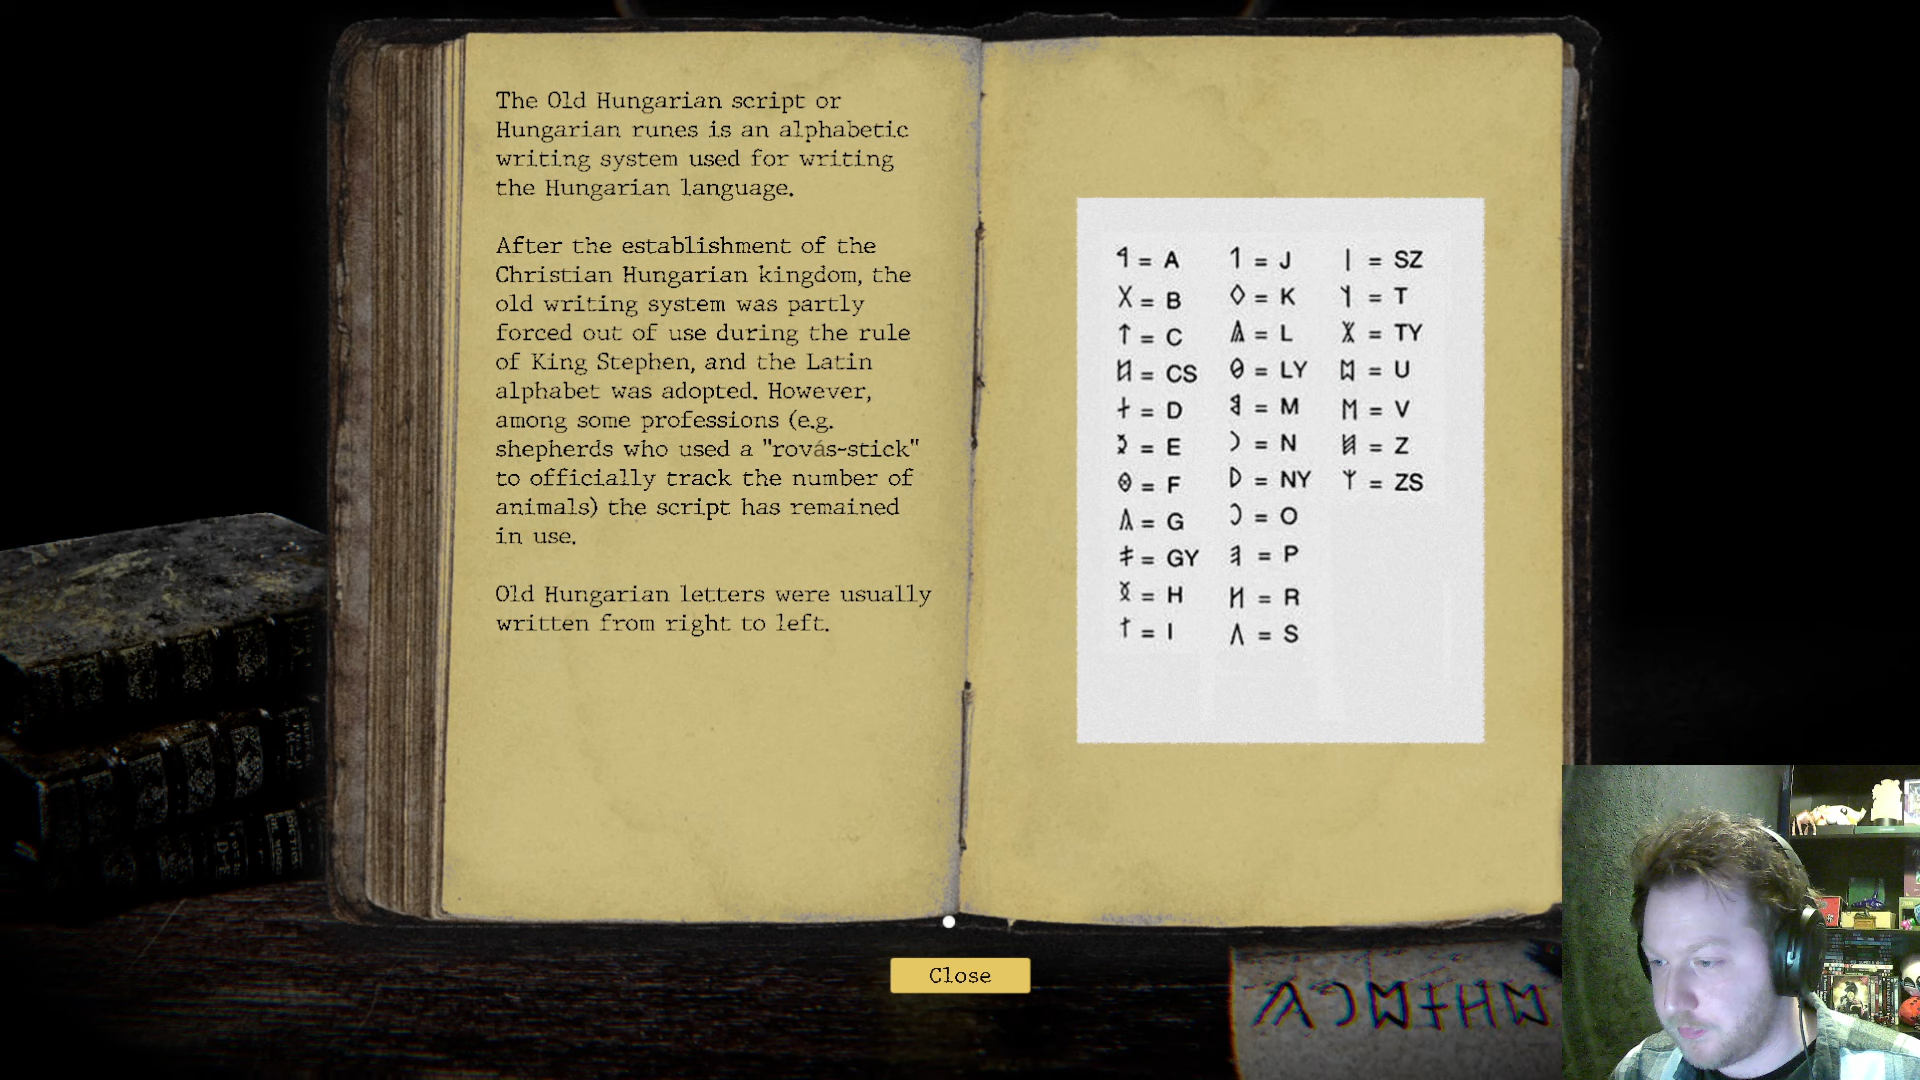 The Old Hungarian script or
Hungarian runes is an alphabetic
writing system used for writing
the Hungarian language.
After the establishment of the
Christian Hungarian kingdom, the
old writing system was partly
forced out of use during the rule
of King Stephen, and the Latin
alphabet was adopted. However,
among some professions (e.g.
shepherds who used a "rovás-stick"
to officially track the number of
animals) the script has remained
in use.
Old Hungarian letters were usually
written from right to left.
𐲀 = A
𐲂 = B
𐲄 = C
𐲆 = CS
𐲇 = D
𐲉 = E
𐲌 = F
𐲍 = G
𐲎 = GY
𐲏 = H
𐲐 = I
𐲒 = J
𐲓 = K
𐲖 = L
𐲗 = LY
𐲘 = M
𐲙 = N
𐲚 = NY
𐲛 = O
𐲠 = P
𐲢 = R
𐲤 = S
𐲥 = SZ
𐲦 = T
𐲨 = TY
𐲪 = U
𐲮 = V
𐲯 = Z
𐲰 = ZS
Close